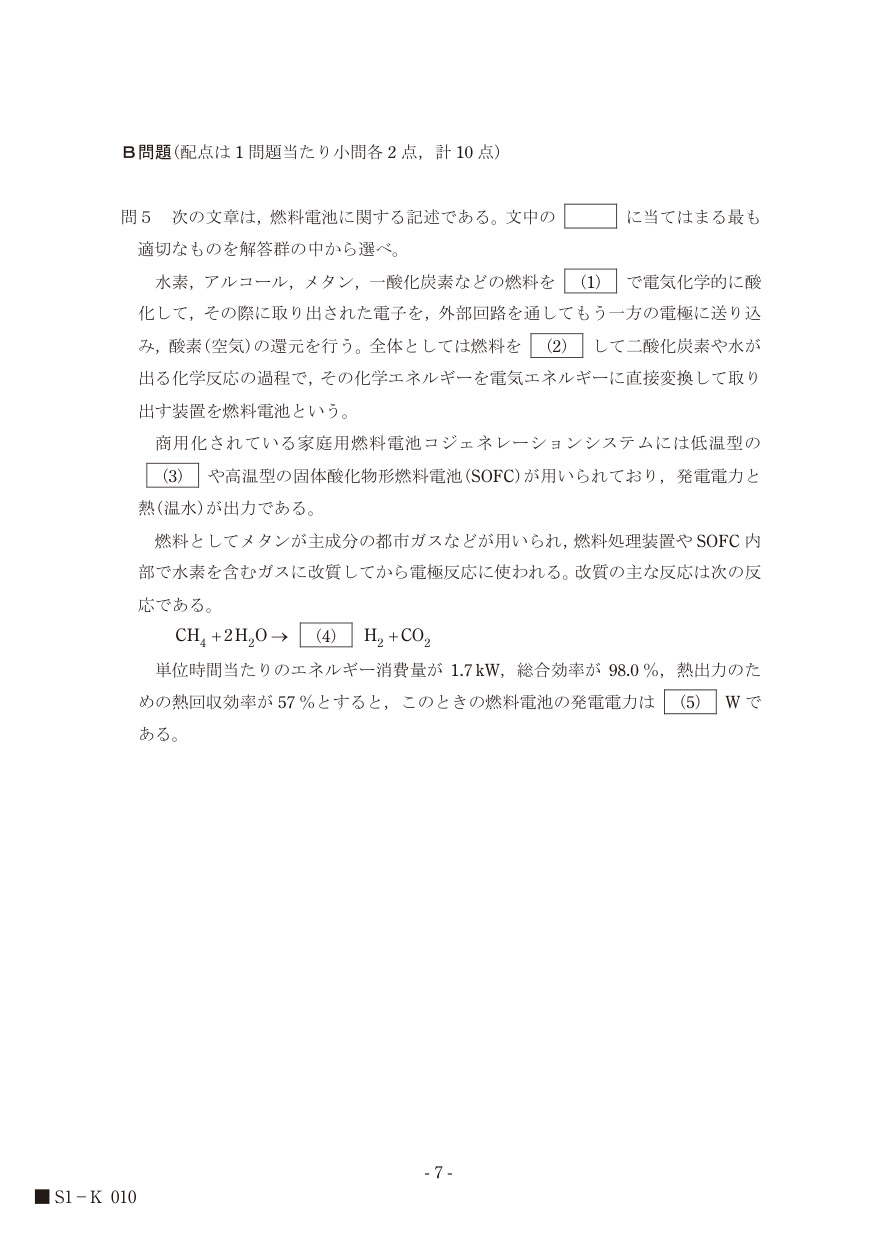 B問題(配点は1問題当たり小問各2点，計10点)
問5　次の文章は，燃料電池に関する記述である。文中の　　　に当てはまる最も
適切なものを解答群の中から選べ。
水素，アルコール，メタン，一酸化炭素などの燃料を (1) で電気化学的に酸
化して，その際に取り出された電子を，外部回路を通してもう一方の電極に送り込
み，酸素(空気)の還元を行う。全体としては燃料を (2) して二酸化炭素や水が
出る化学反応の過程で，その化学エネルギーを電気エネルギーに直接変換して取り
出す装置を燃料電池という。
商用化されている家庭用燃料電池コジェネレーションシステムには低温型の
(3) や高温型の固体酸化物形燃料電池(SOFC)が用いられており，発電電力と
熱(温水)が出力である。
燃料としてメタンが主成分の都市ガスなどが用いられ，燃料処理装置やSOFC内
部で水素を含むガスに改質してから電極反応に使われる。改質の主な反応は次の反
応である。
CH₄＋2H₂O→ (4) H₂＋CO₂
単位時間当たりのエネルギー消費量が 1.7 kW，総合効率が 98.0 %，熱出力のた
めの熱回収効率が 57 %とすると，このときの燃料電池の発電電力は (5) Wで
ある。
- 7 -
■S1－K 010